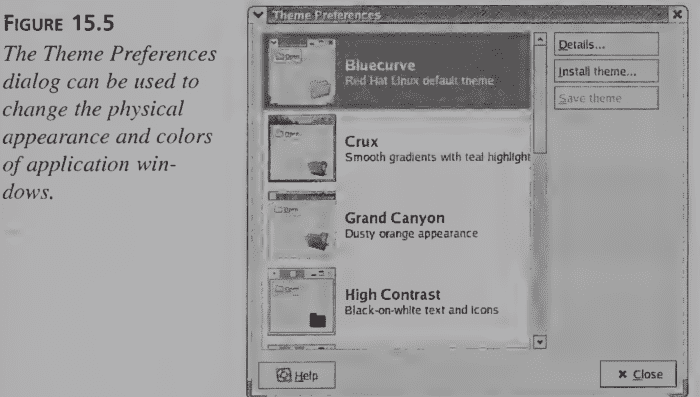 FIGURE 15.5
The Theme Preferences
dialog can be used to
change the physical
appearance and colors
of application win-
dows.
Theme Preferences
Bluecurve
Red Hat Linux default theme
Crux
Smooth gradients with teal highlight
Grand Canyon
Dusty orange appearance
High Contrast
Black-on-white text and icons
Details...
Install theme...
Save theme
Help
Close